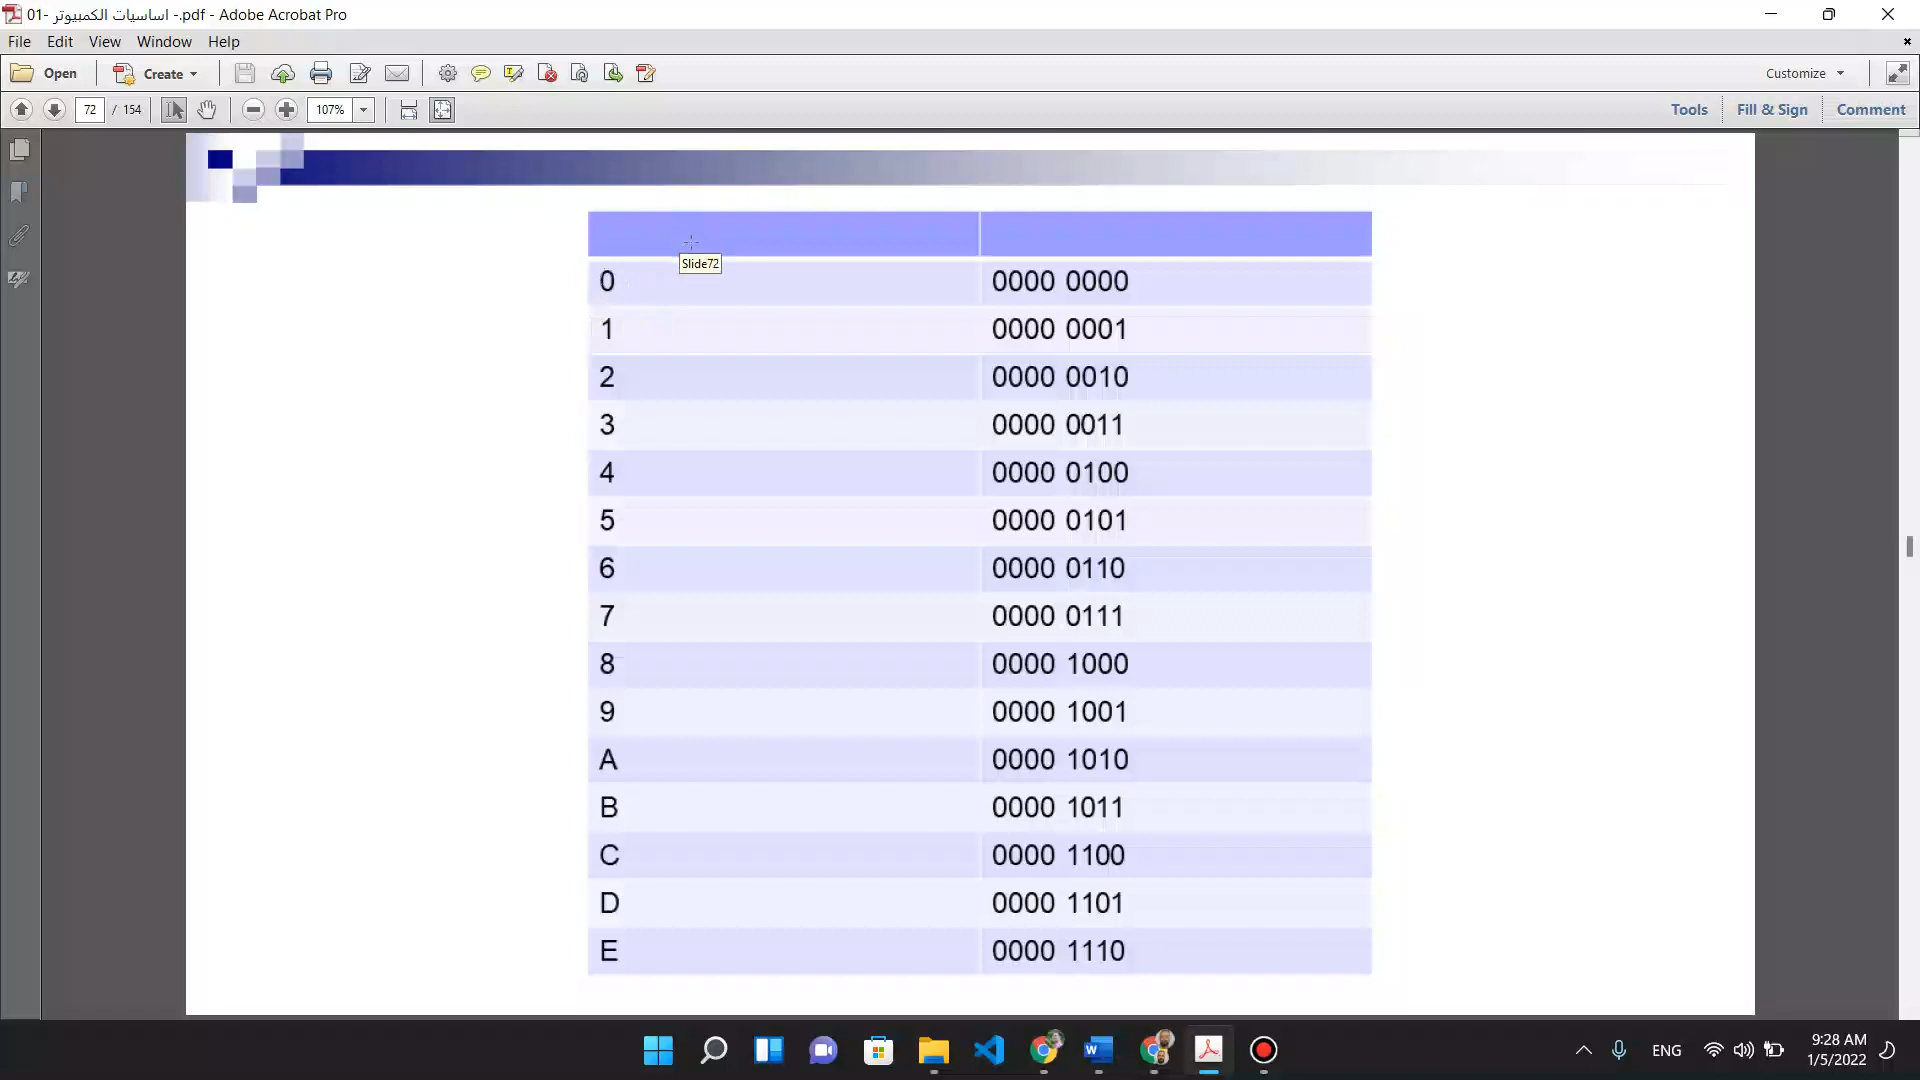 01- اساسيات الكمبيوتر -.pdf - Adobe Acrobat Pro
File Edit View Window Help
Open Create Customize
72 / 154 107% Tools Fill & Sign Comment
Slide72
0 0000 0000
1 0000 0001
2 0000 0010
3 0000 0011
4 0000 0100
5 0000 0101
6 0000 0110
7 0000 0111
8 0000 1000
9 0000 1001
A 0000 1010
B 0000 1011
C 0000 1100
D 0000 1101
E 0000 1110
ENG 9:28 AM
1/5/2022